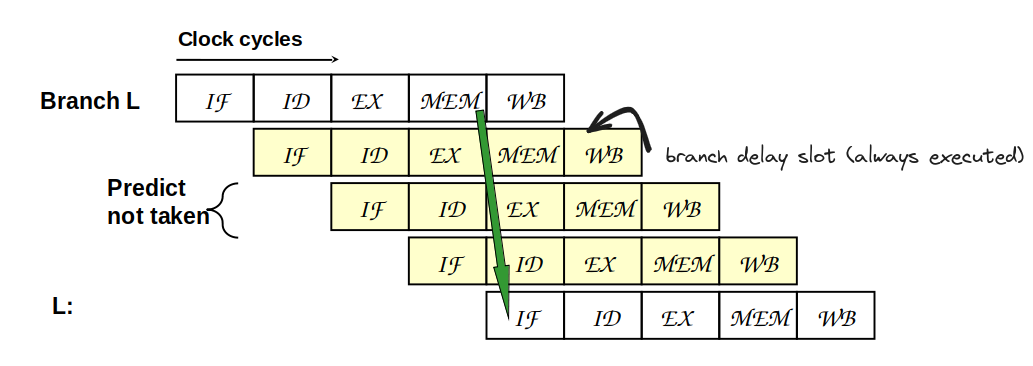 Clock cycles
Branch L IF ID EX MEM WB
IF ID EX MEM WB branch delay slot (always executed)
Predict
not taken IF ID EX MEM WB
IF ID EX MEM WB
L: IF ID EX MEM WB